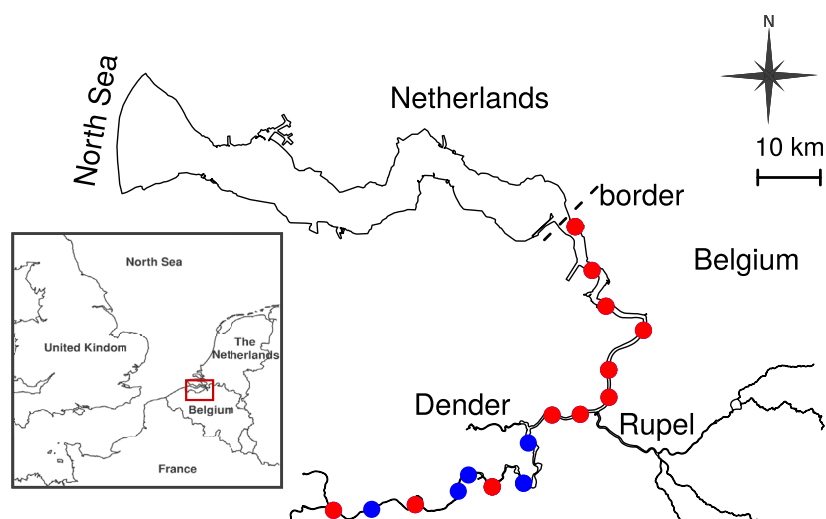 N
North Sea
Netherlands
10 km
border
Belgium
North Sea
United Kindom
The
Netherlands
Belgium
France
Dender
Rupel